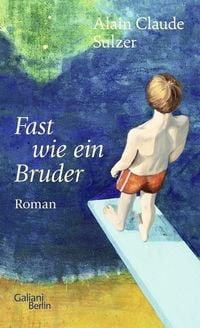 Alain Claude
Sulzer
Fast
wie ein
Bruder
Roman
Galiani
Berlin